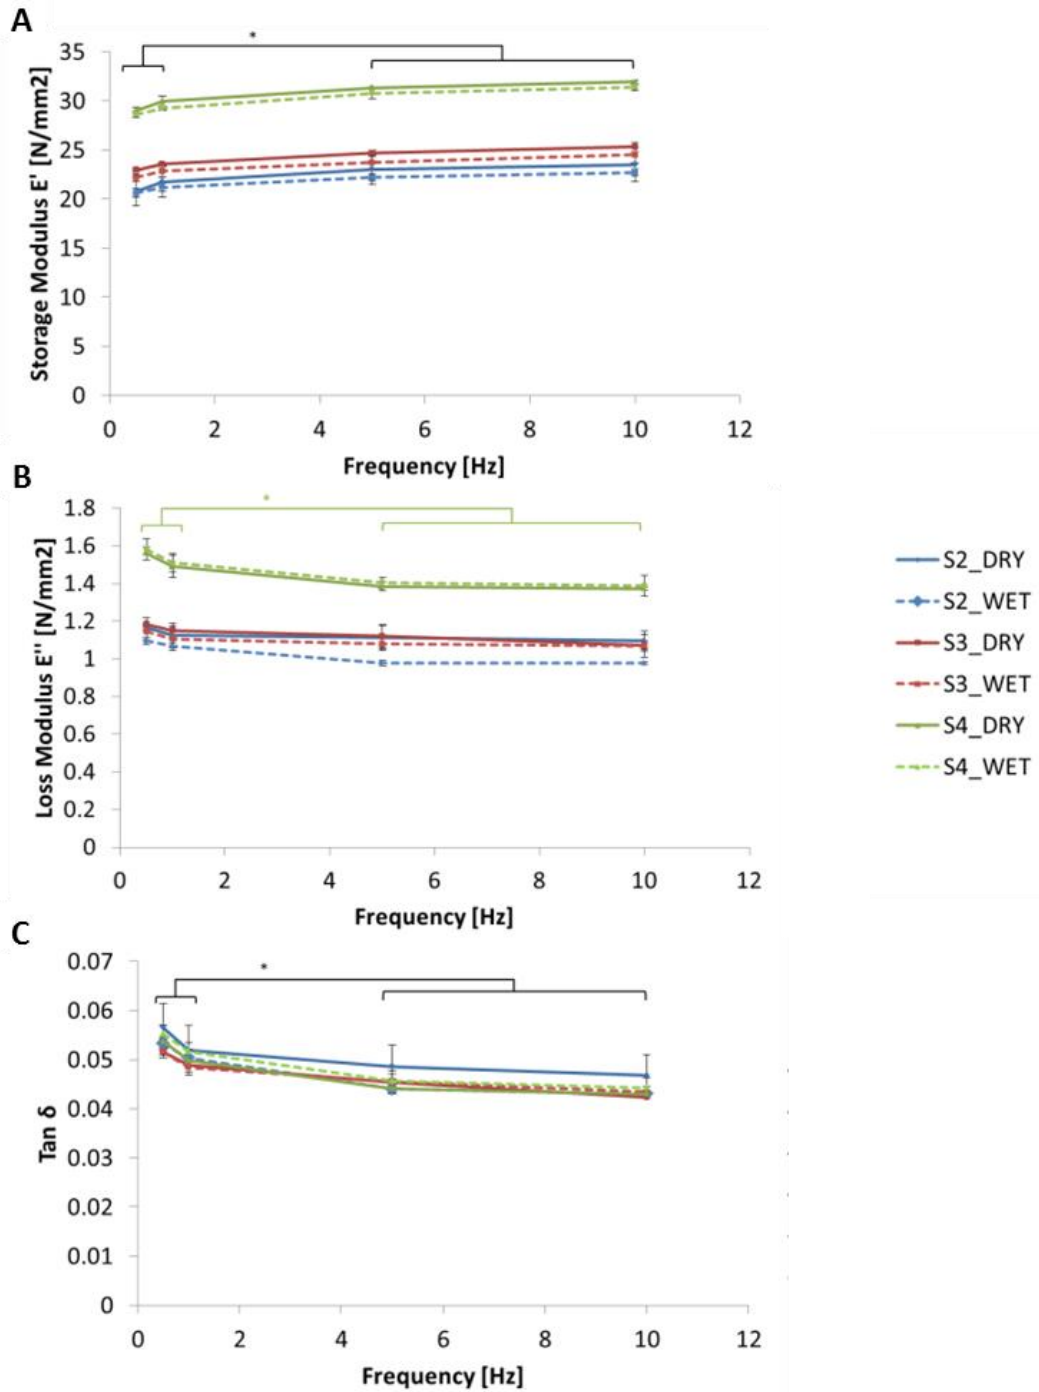 A
*
Storage Modulus E' [N/mm2]
35
30
25
20
15
10
5
0
0 2 4 6 8 10 12
Frequency [Hz]
B
*
Loss Modulus E'' [N/mm2]
1.8
1.6
1.4
1.2
1
0.8
0.6
0.4
0.2
0
0 2 4 6 8 10 12
Frequency [Hz]
S2_DRY
S2_WET
S3_DRY
S3_WET
S4_DRY
S4_WET
C
*
Tan δ
0.07
0.06
0.05
0.04
0.03
0.02
0.01
0
0 2 4 6 8 10 12
Frequency [Hz]